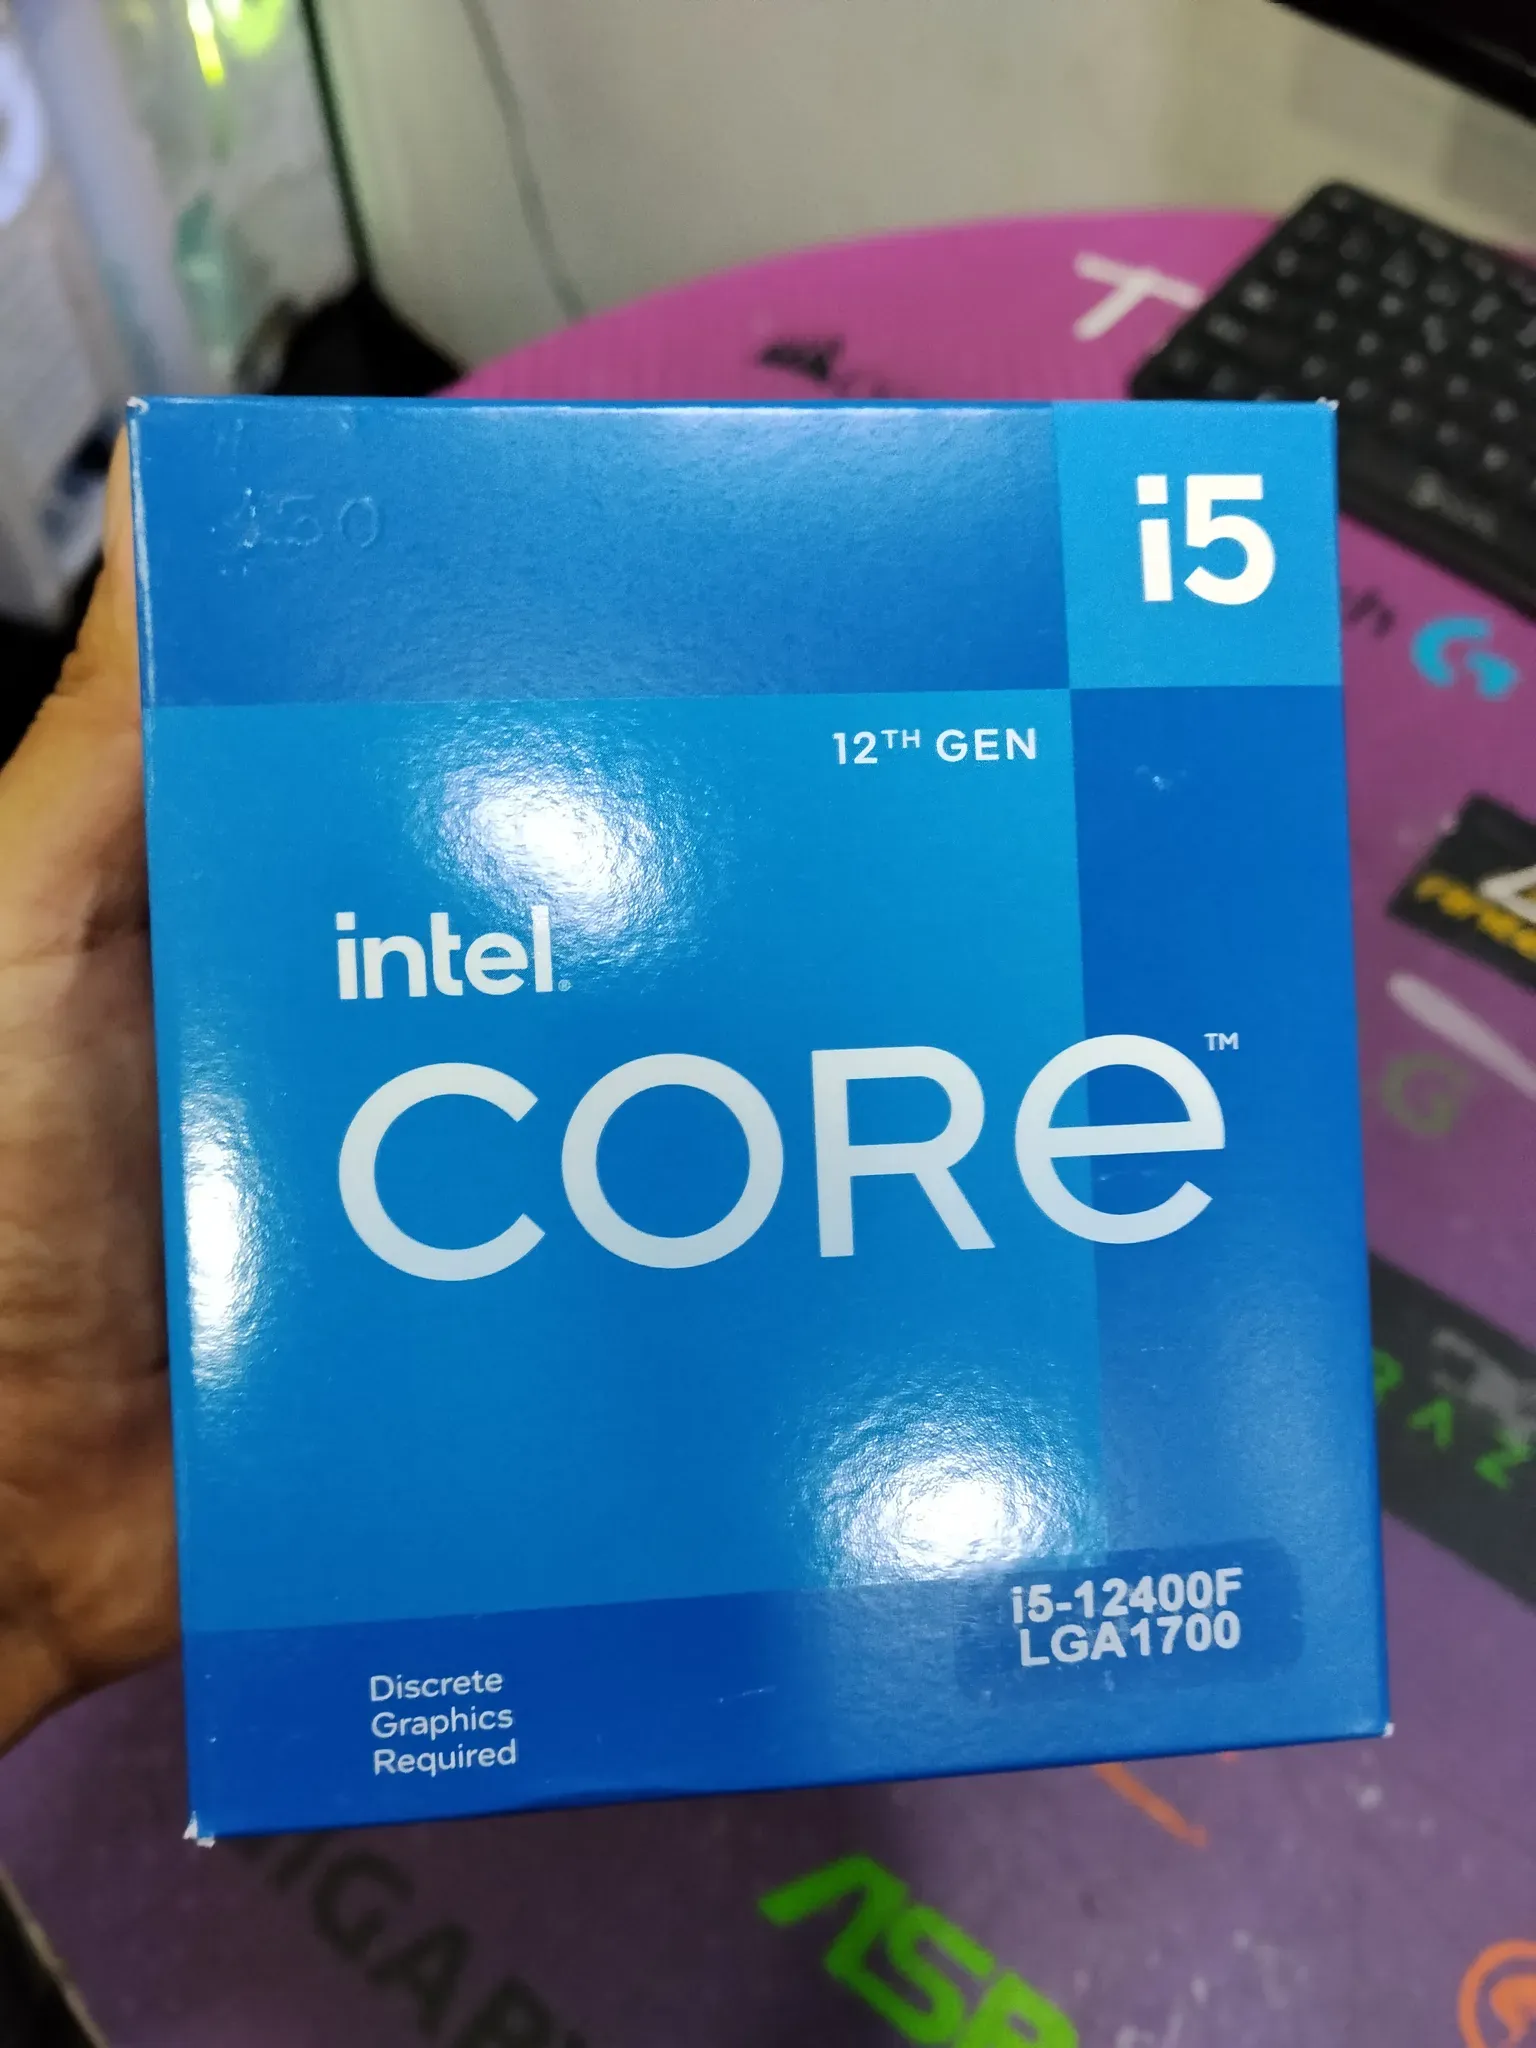 i5
12TH GEN
intel®
CORE™
i5-12400F
LGA1700
Discrete
Graphics
Required
T
G